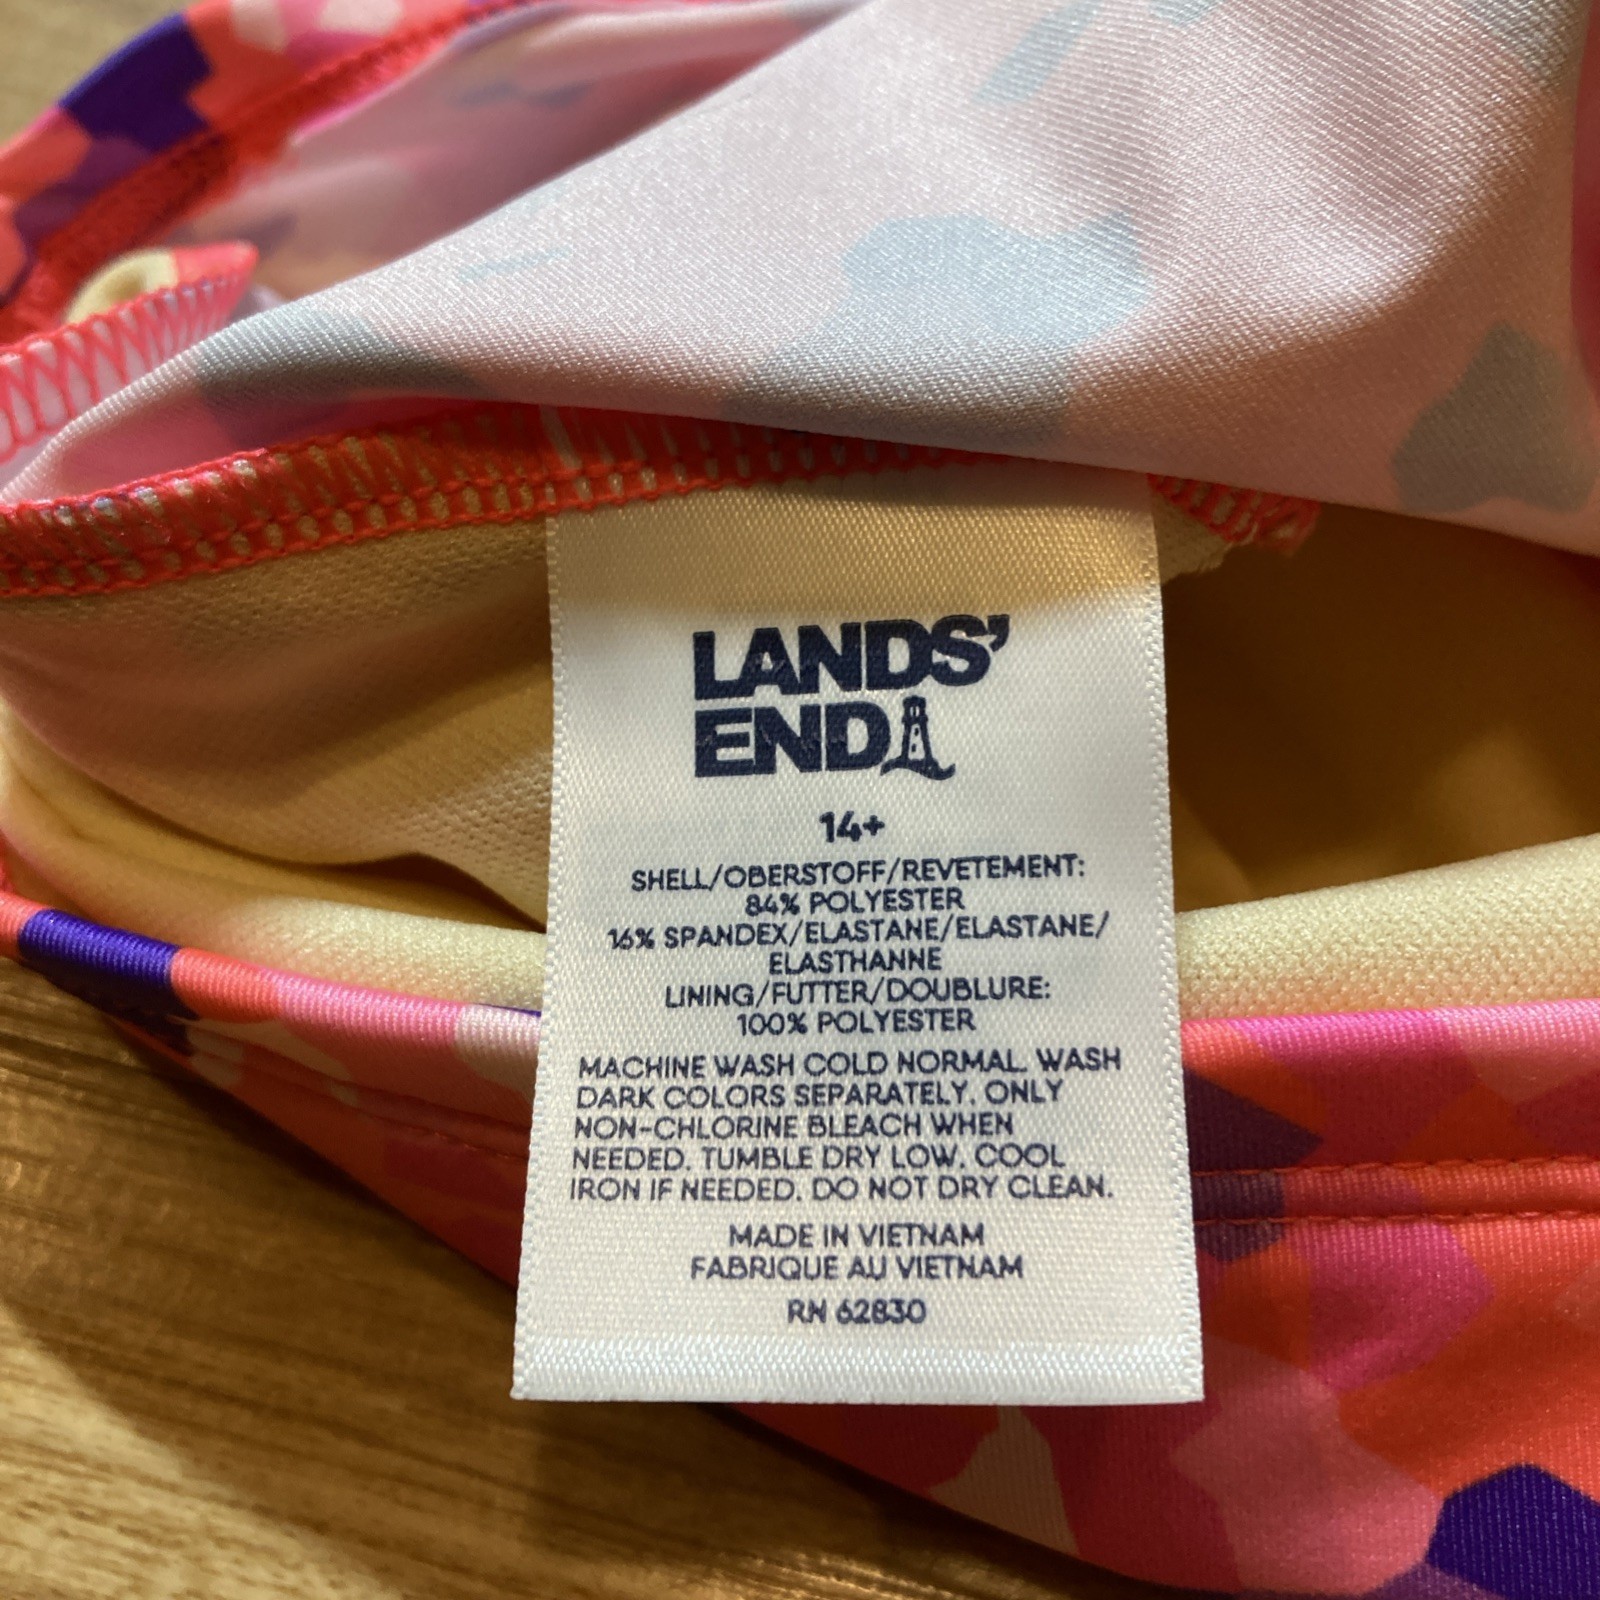 LANDS'
END
14+
SHELL/OBERSTOFF/REVETEMENT:
84% POLYESTER
16% SPANDEX/ELASTANE/ELASTANE/
ELASTHANNE
LINING/FUTTER/DOUBLURE:
100% POLYESTER
MACHINE WASH COLD NORMAL. WASH
DARK COLORS SEPARATELY. ONLY
NON-CHLORINE BLEACH WHEN
NEEDED. TUMBLE DRY LOW. COOL
IRON IF NEEDED. DO NOT DRY CLEAN.
MADE IN VIETNAM
FABRIQUE AU VIETNAM
RN 62830